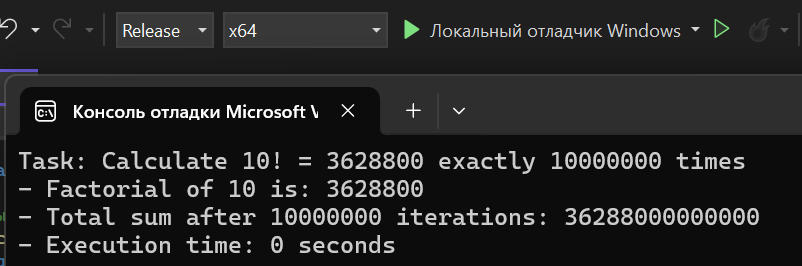 Release x64 Локальный отладчик Windows
Консоль отладки Microsoft V
Task: Calculate 10! = 3628800 exactly 10000000 times
- Factorial of 10 is: 3628800
- Total sum after 10000000 iterations: 36288000000000
- Execution time: 0 seconds